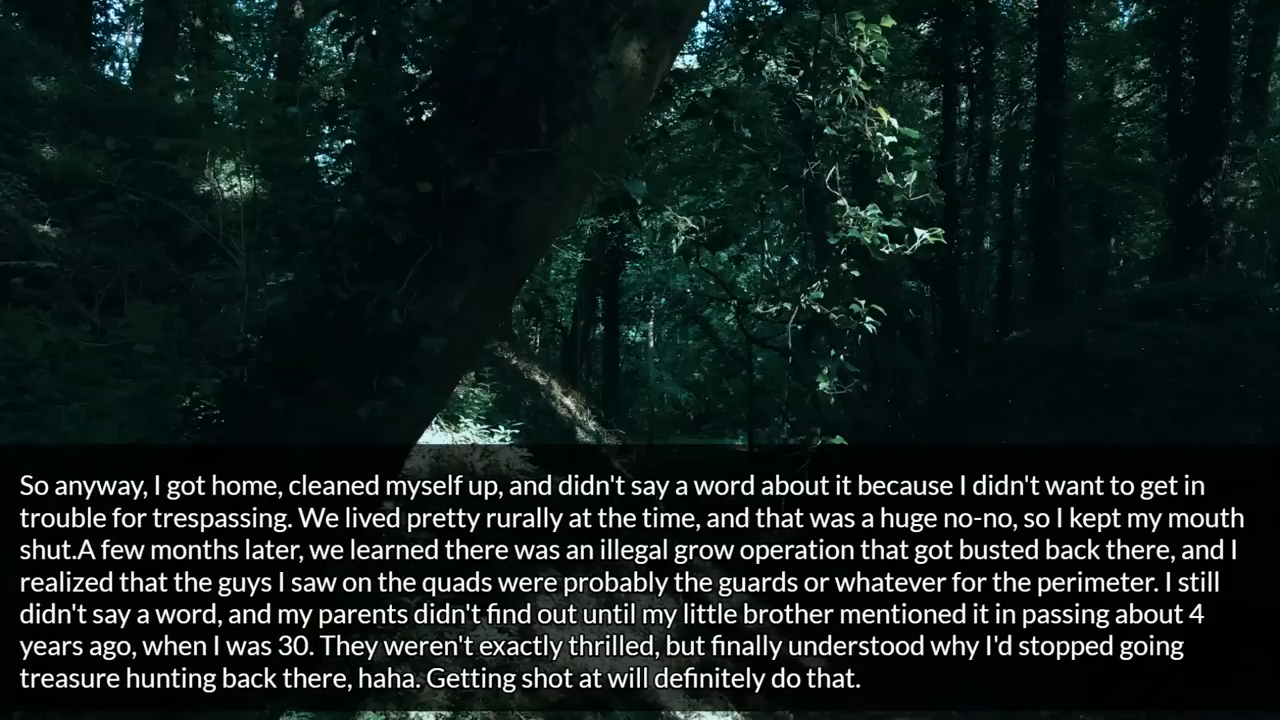 So anyway, I got home, cleaned myself up, and didn't say a word about it because I didn't want to get in
trouble for trespassing. We lived pretty rurally at the time, and that was a huge no-no, so I kept my mouth
shut.A few months later, we learned there was an illegal grow operation that got busted back there, and I
realized that the guys I saw on the quads were probably the guards or whatever for the perimeter. I still
didn't say a word, and my parents didn't find out until my little brother mentioned it in passing about 4
years ago, when I was 30. They weren't exactly thrilled, but finally understood why I'd stopped going
treasure hunting back there, haha. Getting shot at will definitely do that.